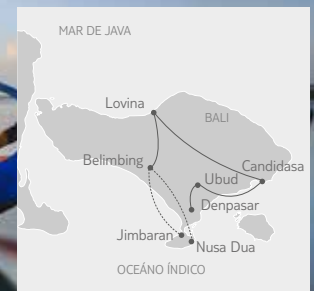 MAR DE JAVA
Lovina
BALI
Belimbing
Candidasa
Ubud
Denpasar
Jimbaran
Nusa Dua
OCEÁNO ÍNDICO